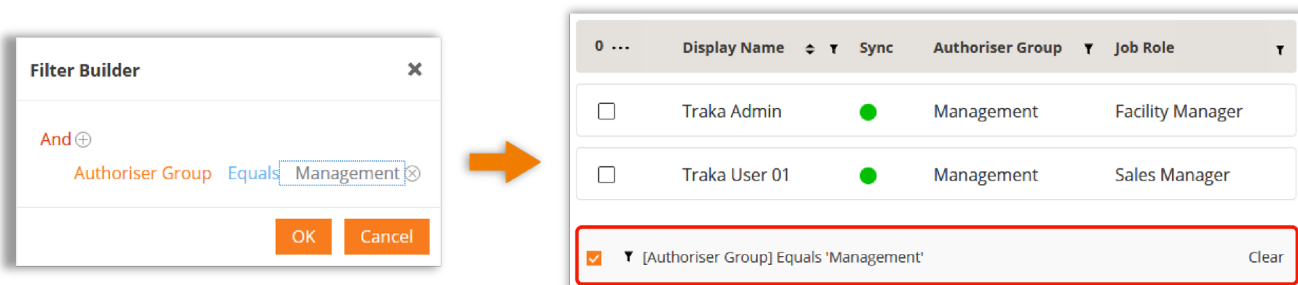 Filter Builder
And
Authoriser Group Equals Management
OK Cancel
0 ... Display Name Sync Authoriser Group Job Role
Traka Admin Management Facility Manager
Traka User 01 Management Sales Manager
[Authoriser Group] Equals 'Management' Clear